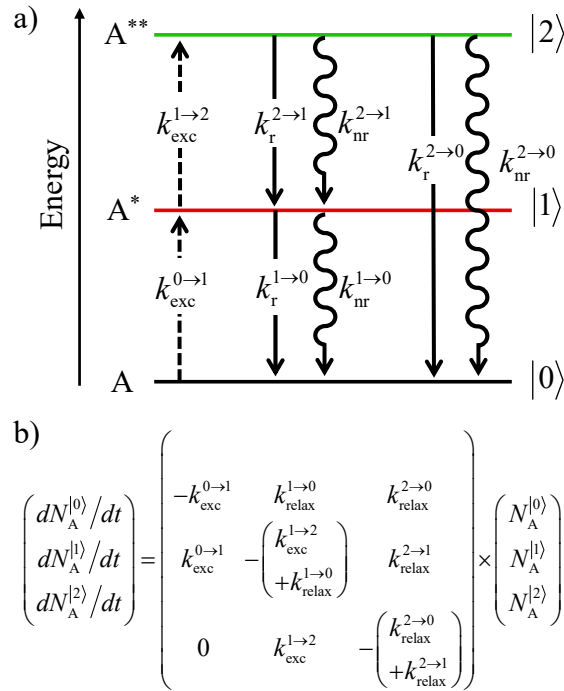 a)
Energy
A**
|2⟩
k_exc^{1→2}
k_r^{2→1}
k_nr^{2→1}
k_r^{2→0}
k_nr^{2→0}
A*
|1⟩
k_exc^{0→1}
k_r^{1→0}
k_nr^{1→0}
A
|0⟩
b)
(dN_A^{|0⟩}/dt) (−k_exc^{0→1} k_relax^{1→0} k_relax^{2→0}) (N_A^{|0⟩})
(dN_A^{|1⟩}/dt) = (k_exc^{0→1} −(k_exc^{1→2} +k_relax^{1→0}) k_relax^{2→1}) × (N_A^{|1⟩})
(dN_A^{|2⟩}/dt) (0 k_exc^{1→2} −(k_relax^{2→0} +k_relax^{2→1})) (N_A^{|2⟩})